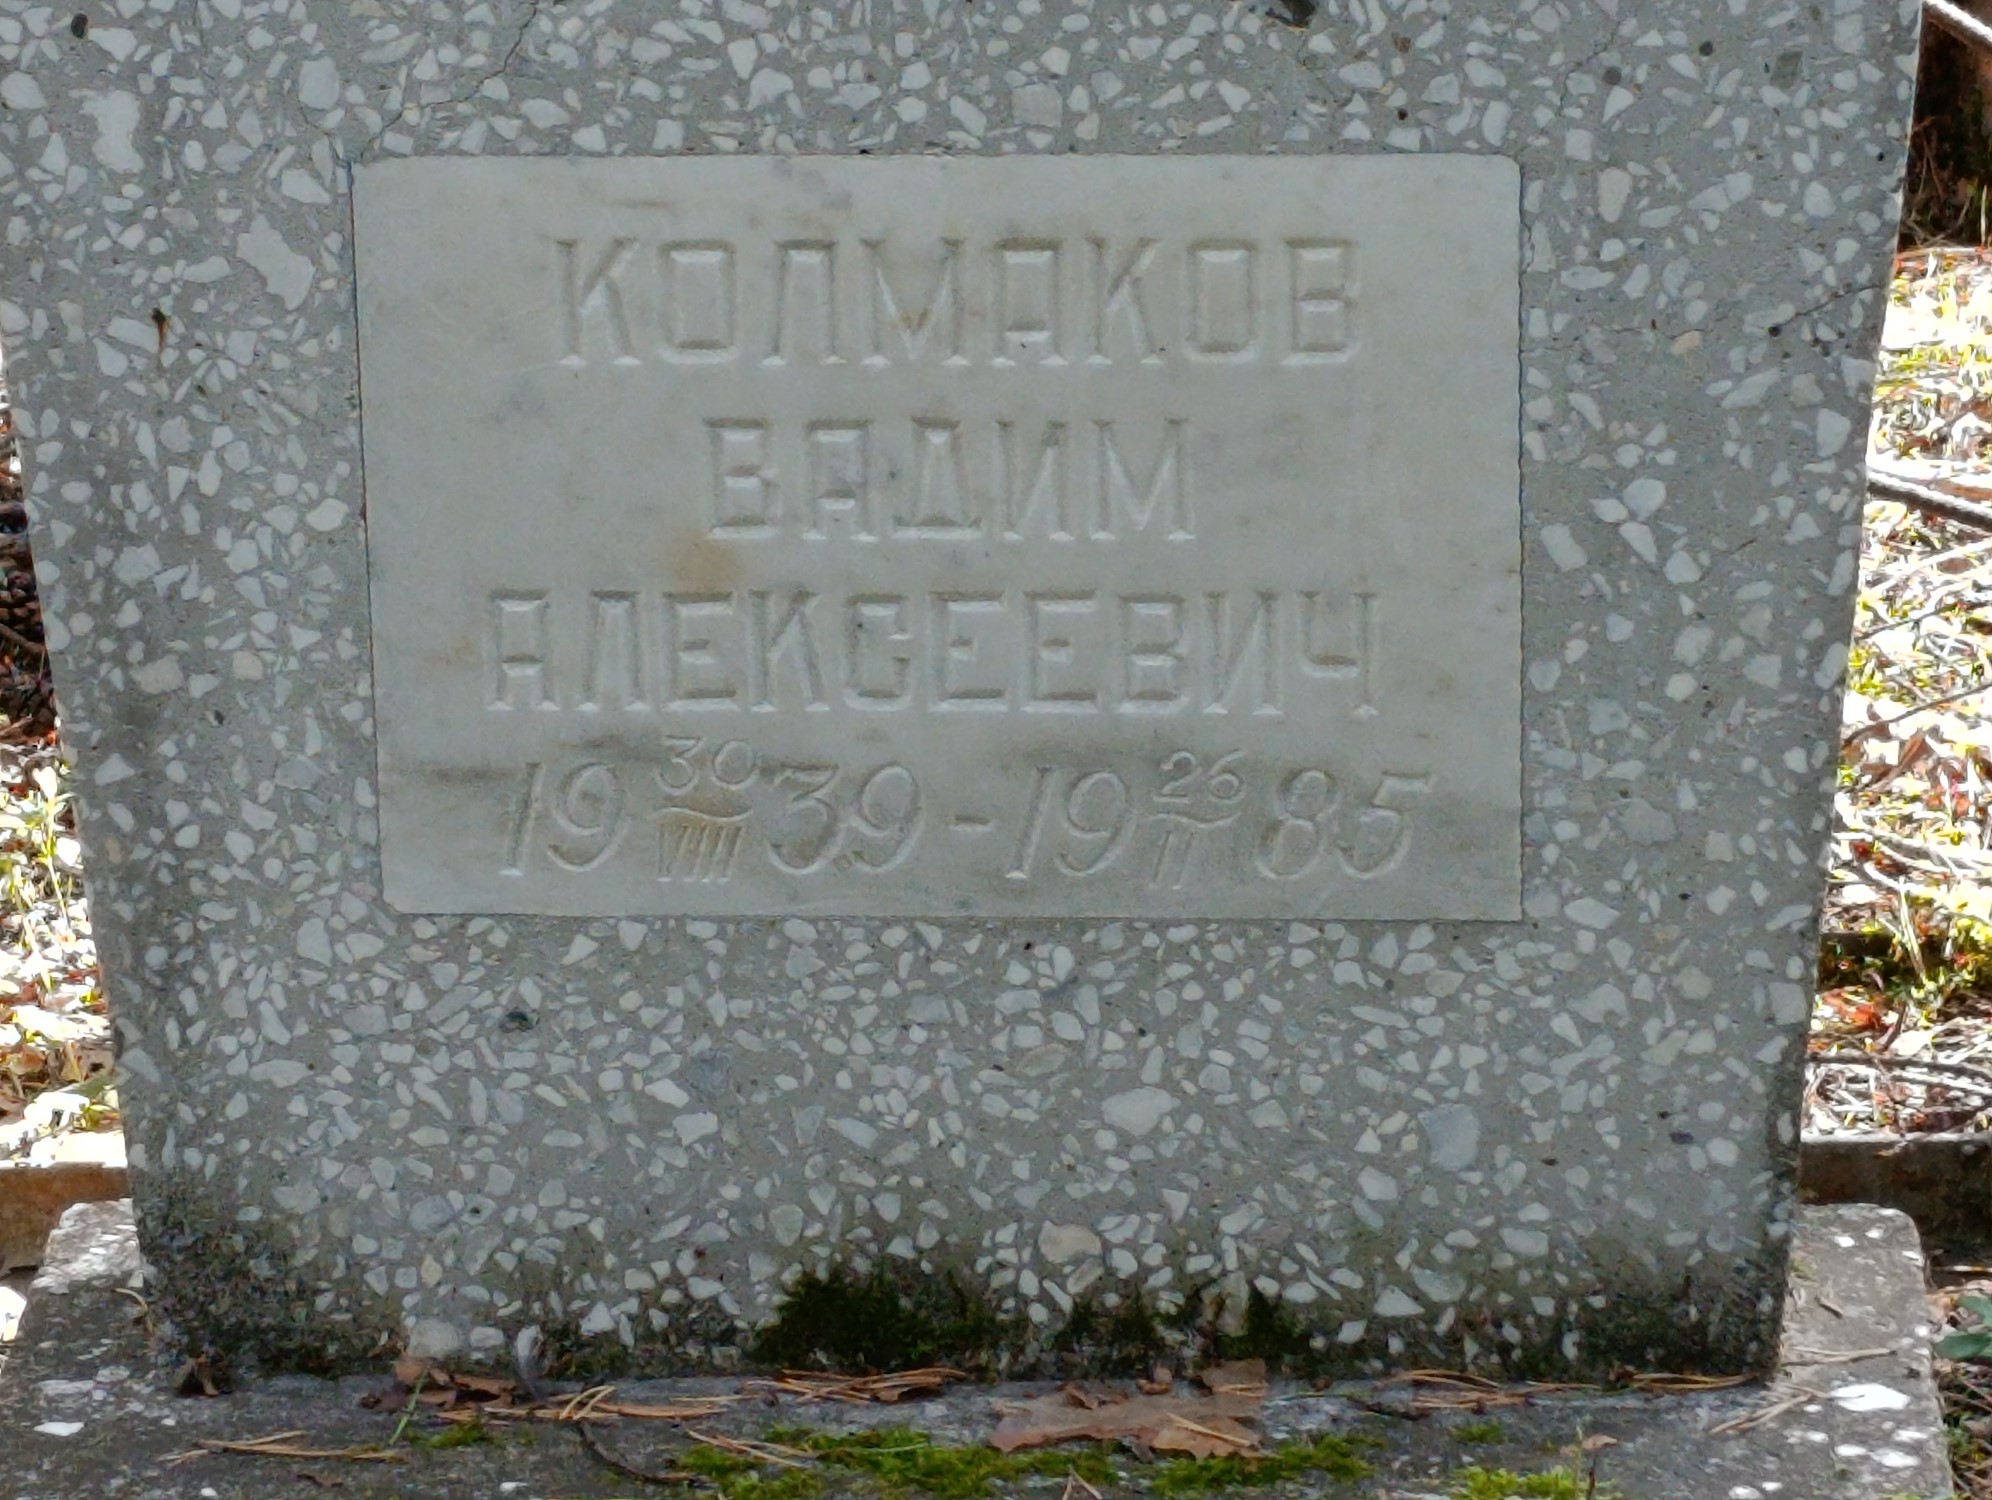 КОЛМАКОВ
ВАДИМ
АЛЕКСЕЕВИЧ
19 30/VIII 39 - 19 26/II 85